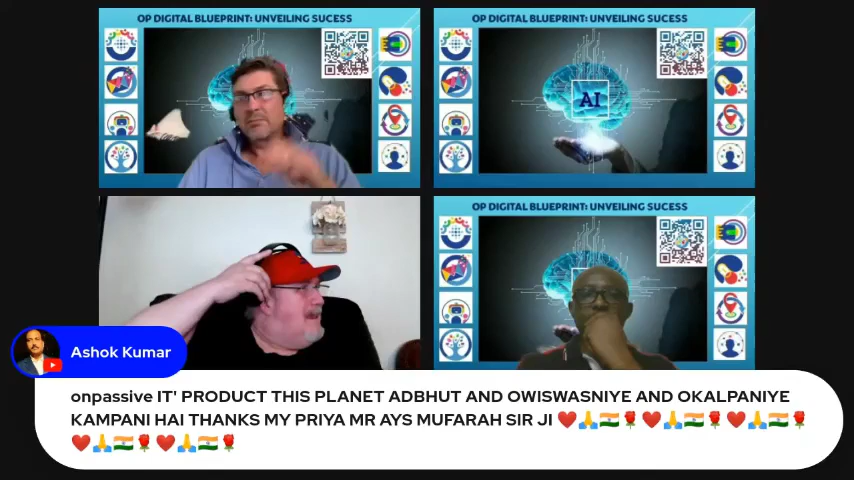 OP DIGITAL BLUEPRINT: UNVEILING SUCESS
OP DIGITAL BLUEPRINT: UNVEILING SUCESS
AI
OP DIGITAL BLUEPRINT: UNVEILING SUCESS
Ashok Kumar
onpassive IT' PRODUCT THIS PLANET ADBHUT AND OWISWASNIYE AND OKALPANIYE
KAMPANI HAI THANKS MY PRIYA MR AYS MUFARAH SIR JI ❤️🙏🇮🇳🌹❤️🙏🇮🇳🌹❤️🙏🇮🇳🌹
❤️🙏🇮🇳🌹❤️🙏🇮🇳🌹